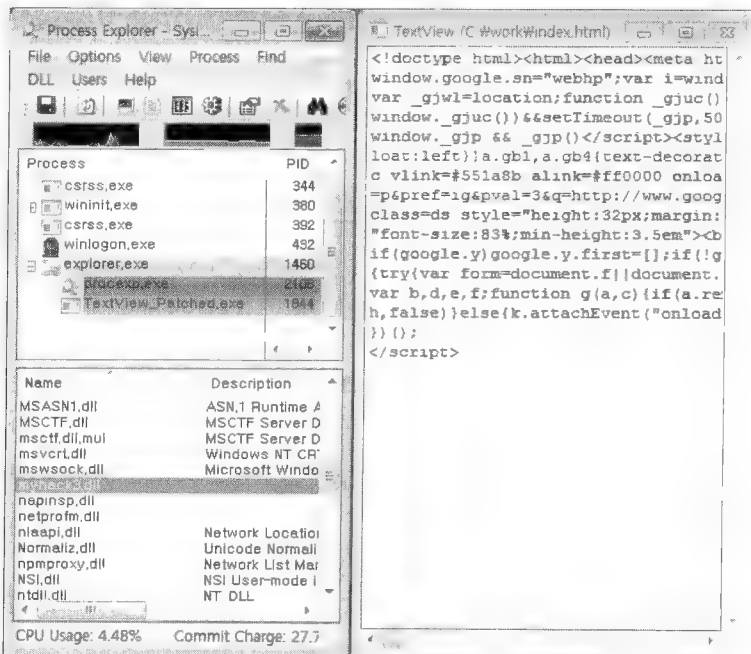 Process Explorer - Sysi...
File Options View Process Find
DLL Users Help
Process PID
csrss,exe 344
wininit,exe 380
csrss,exe 392
winlogon,exe 432
explorer,exe 1460
procexp,exe 2108
TextView_Patched,exe 1644
Name Description
MSASN1,dll ASN,1 Runtime A
MSCTF,dll MSCTF Server D
msctf,dll,mui MSCTF Server D
msvcrt,dll Windows NT CR
mswsock,dll Microsoft Windo
myhack3,dll
napinsp,dll
netprofm,dll
nlaapi,dll Network Location
Normaliz,dll Unicode Normali
npmproxy,dll Network List Mar
NSI,dll NSI User-mode i
ntdll,dll NT DLL
CPU Usage: 4.48% Commit Charge: 27.7
TextView (C ₩work₩index.html)
<!doctype html><html><head><meta ht
window.google.sn="webhp";var i=wind
var _gjwl=location;function _gjuc()
window._gjuc())&&setTimeout(_gjp,50
window._gjp && _gjp()</script><styl
loat:left}}a.gb1,a.gb4{text-decorat
c vlink=#551a8b alink=#ff0000 onloa
=p&pref=ig&pval=3&q=http://www.goog
class=ds style="height:32px;margin:
"font-size:83%;min-height:3.5em"><b
if(google.y)google.y.first=[];if(!g
{try{var form=document.f||document.
var b,d,e,f;function g(a,c){if(a.re
h,false)}else{k.attachEvent("onload
})();
</script>